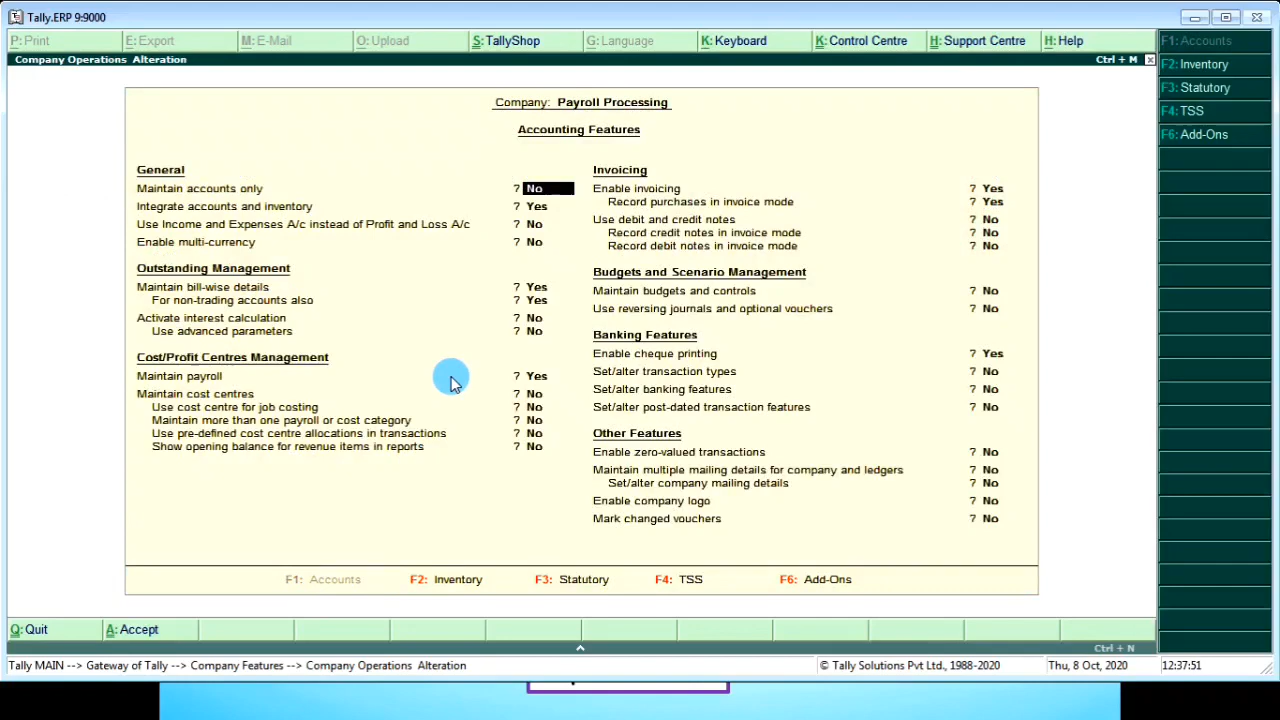 Tally.ERP 9:9000
P: Print E: Export M: E-Mail O: Upload S: TallyShop G: Language K: Keyboard K: Control Centre H: Support Centre H: Help
Company Operations Alteration Ctrl + M
Company: Payroll Processing
Accounting Features
General
Maintain accounts only ? No
Integrate accounts and inventory ? Yes
Use Income and Expenses A/c instead of Profit and Loss A/c ? No
Enable multi-currency ? No
Outstanding Management
Maintain bill-wise details ? Yes
For non-trading accounts also ? Yes
Activate interest calculation ? No
Use advanced parameters ? No
Cost/Profit Centres Management
Maintain payroll ? Yes
Maintain cost centres ? No
Use cost centre for job costing ? No
Maintain more than one payroll or cost category ? No
Use pre-defined cost centre allocations in transactions ? No
Show opening balance for revenue items in reports ? No
Invoicing
Enable invoicing ? Yes
Record purchases in invoice mode ? Yes
Use debit and credit notes ? No
Record credit notes in invoice mode ? No
Record debit notes in invoice mode ? No
Budgets and Scenario Management
Maintain budgets and controls ? No
Use reversing journals and optional vouchers ? No
Banking Features
Enable cheque printing ? Yes
Set/alter transaction types ? No
Set/alter banking features ? No
Set/alter post-dated transaction features ? No
Other Features
Enable zero-valued transactions ? No
Maintain multiple mailing details for company and ledgers ? No
Set/alter company mailing details ? No
Enable company logo ? No
Mark changed vouchers ? No
F1: Accounts F2: Inventory F3: Statutory F4: TSS F6: Add-Ons
F1: Accounts
F2: Inventory
F3: Statutory
F4: TSS
F6: Add-Ons
Q: Quit A: Accept
Ctrl + N
Tally MAIN --> Gateway of Tally --> Company Features --> Company Operations Alteration © Tally Solutions Pvt Ltd., 1988-2020 Thu, 8 Oct, 2020 12:37:51